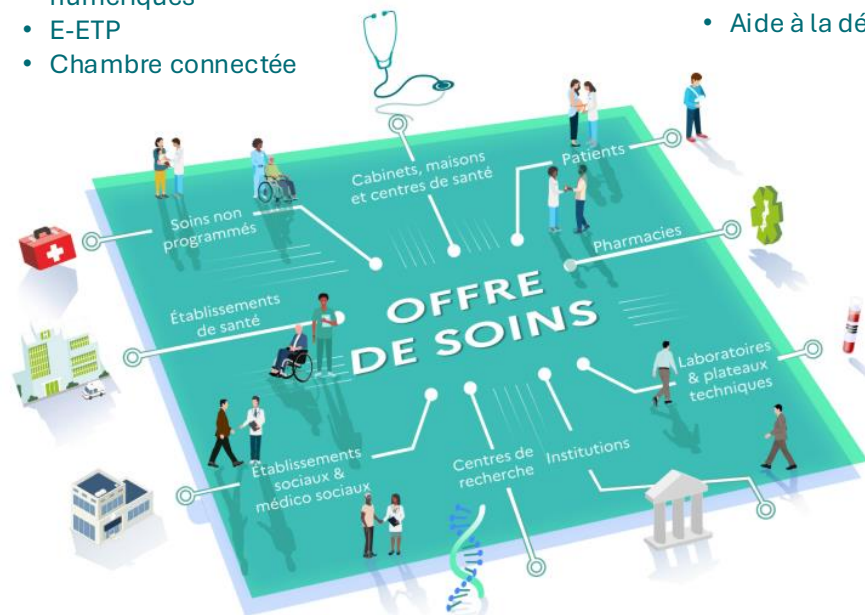 numériques
• E-ETP
• Chambre connectée
• Aide à la dé
Cabinets, maisons
et centres de santé
Patients
Soins non
programmés
Pharmacies
Établissements
de santé
OFFRE
DE SOINS
Laboratoires
& plateaux
techniques
Établissements
sociaux &
médico sociaux
Centres de
recherche
Institutions